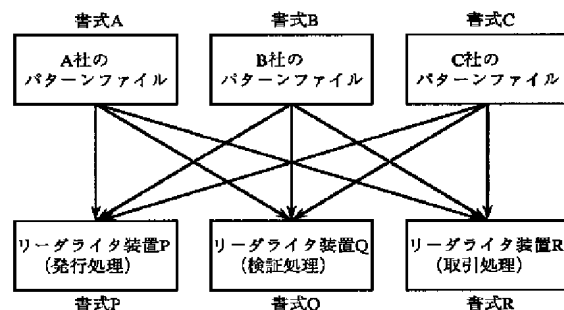 書式A
書式B
書式C
A社の
パターンファイル
B社の
パターンファイル
C社の
パターンファイル
リーダライタ装置P
(発行処理)
リーダライタ装置Q
(検証処理)
リーダライタ装置R
(取引処理)
書式P
書式Q
書式R